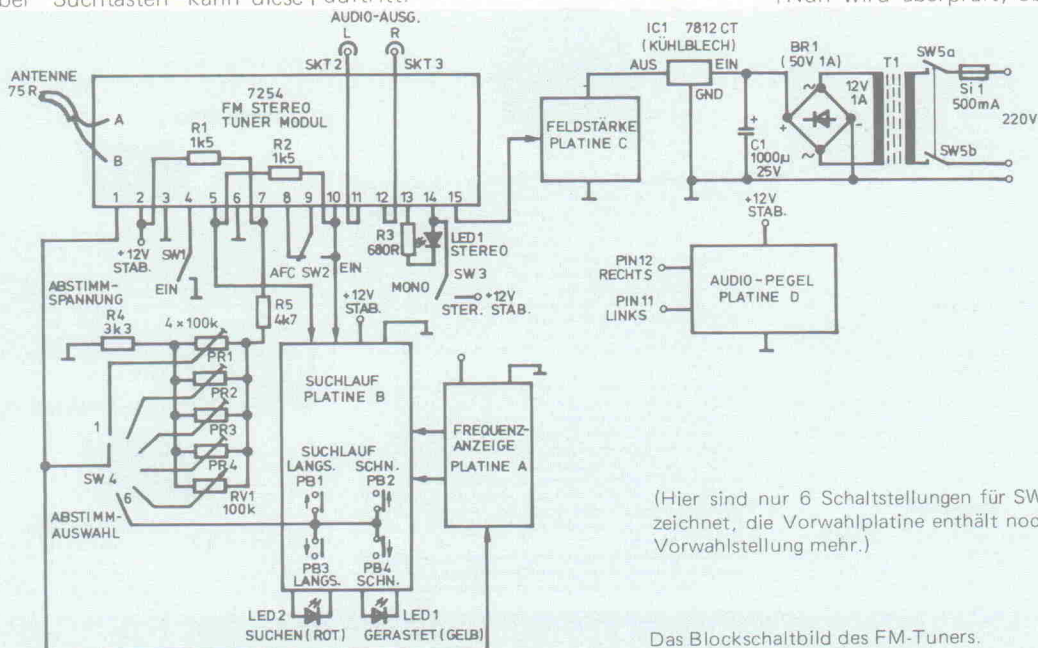 Suchtasten kann diese
wird
AUDIO-AUSG.
L R
SKT 2 SKT 3
ANTENNE
75R
A
B
7254
FM STEREO
TUNER MODUL
R1
1k5
R2
1k5
1 2 3 4 5 6 7 8 9 10 11 12 13 14 15
+12V
STAB.
SW1
EIN
AFC SW2
EIN
R3
680R
LED1
STEREO
SW3
MONO
STER.
+12V
STAB.
ABSTIMM-
SPANNUNG
R4
3k3
4×100k
R5
4k7
PR1
PR2
PR3
PR4
RV1
100k
1
SW4
6
ABSTIMM-
AUSWAHL
+12V
STAB.
SUCHLAUF
PLATINE B
SUCHLAUF
LANGS. SCHN.
PB1 PB2
PB3 PB4
LANGS. SCHN.
LED2 LED1
SUCHEN (ROT) GERASTET (GELB)
FREQUENZ-
ANZEIGE
PLATINE A
FELDSTÄRKE
PLATINE C
IC1 7812 CT
(KÜHLBLECH)
AUS EIN
GND
C1
1000µ
25V
+
BR1
(50V 1A)
~
+
−
~
12V
1A
T1
SW5a
SW5b
Si 1
500mA
220V
+12V
STAB.
PIN12
RECHTS
PIN11
LINKS
AUDIO-PEGEL
PLATINE D
(Hier sind nur 6 Schaltstellungen für SW
zeichnet, die Vorwahlplatine enthält
Vorwahlstellung mehr.)
Das Blockschaltbild des FM-Tuners.